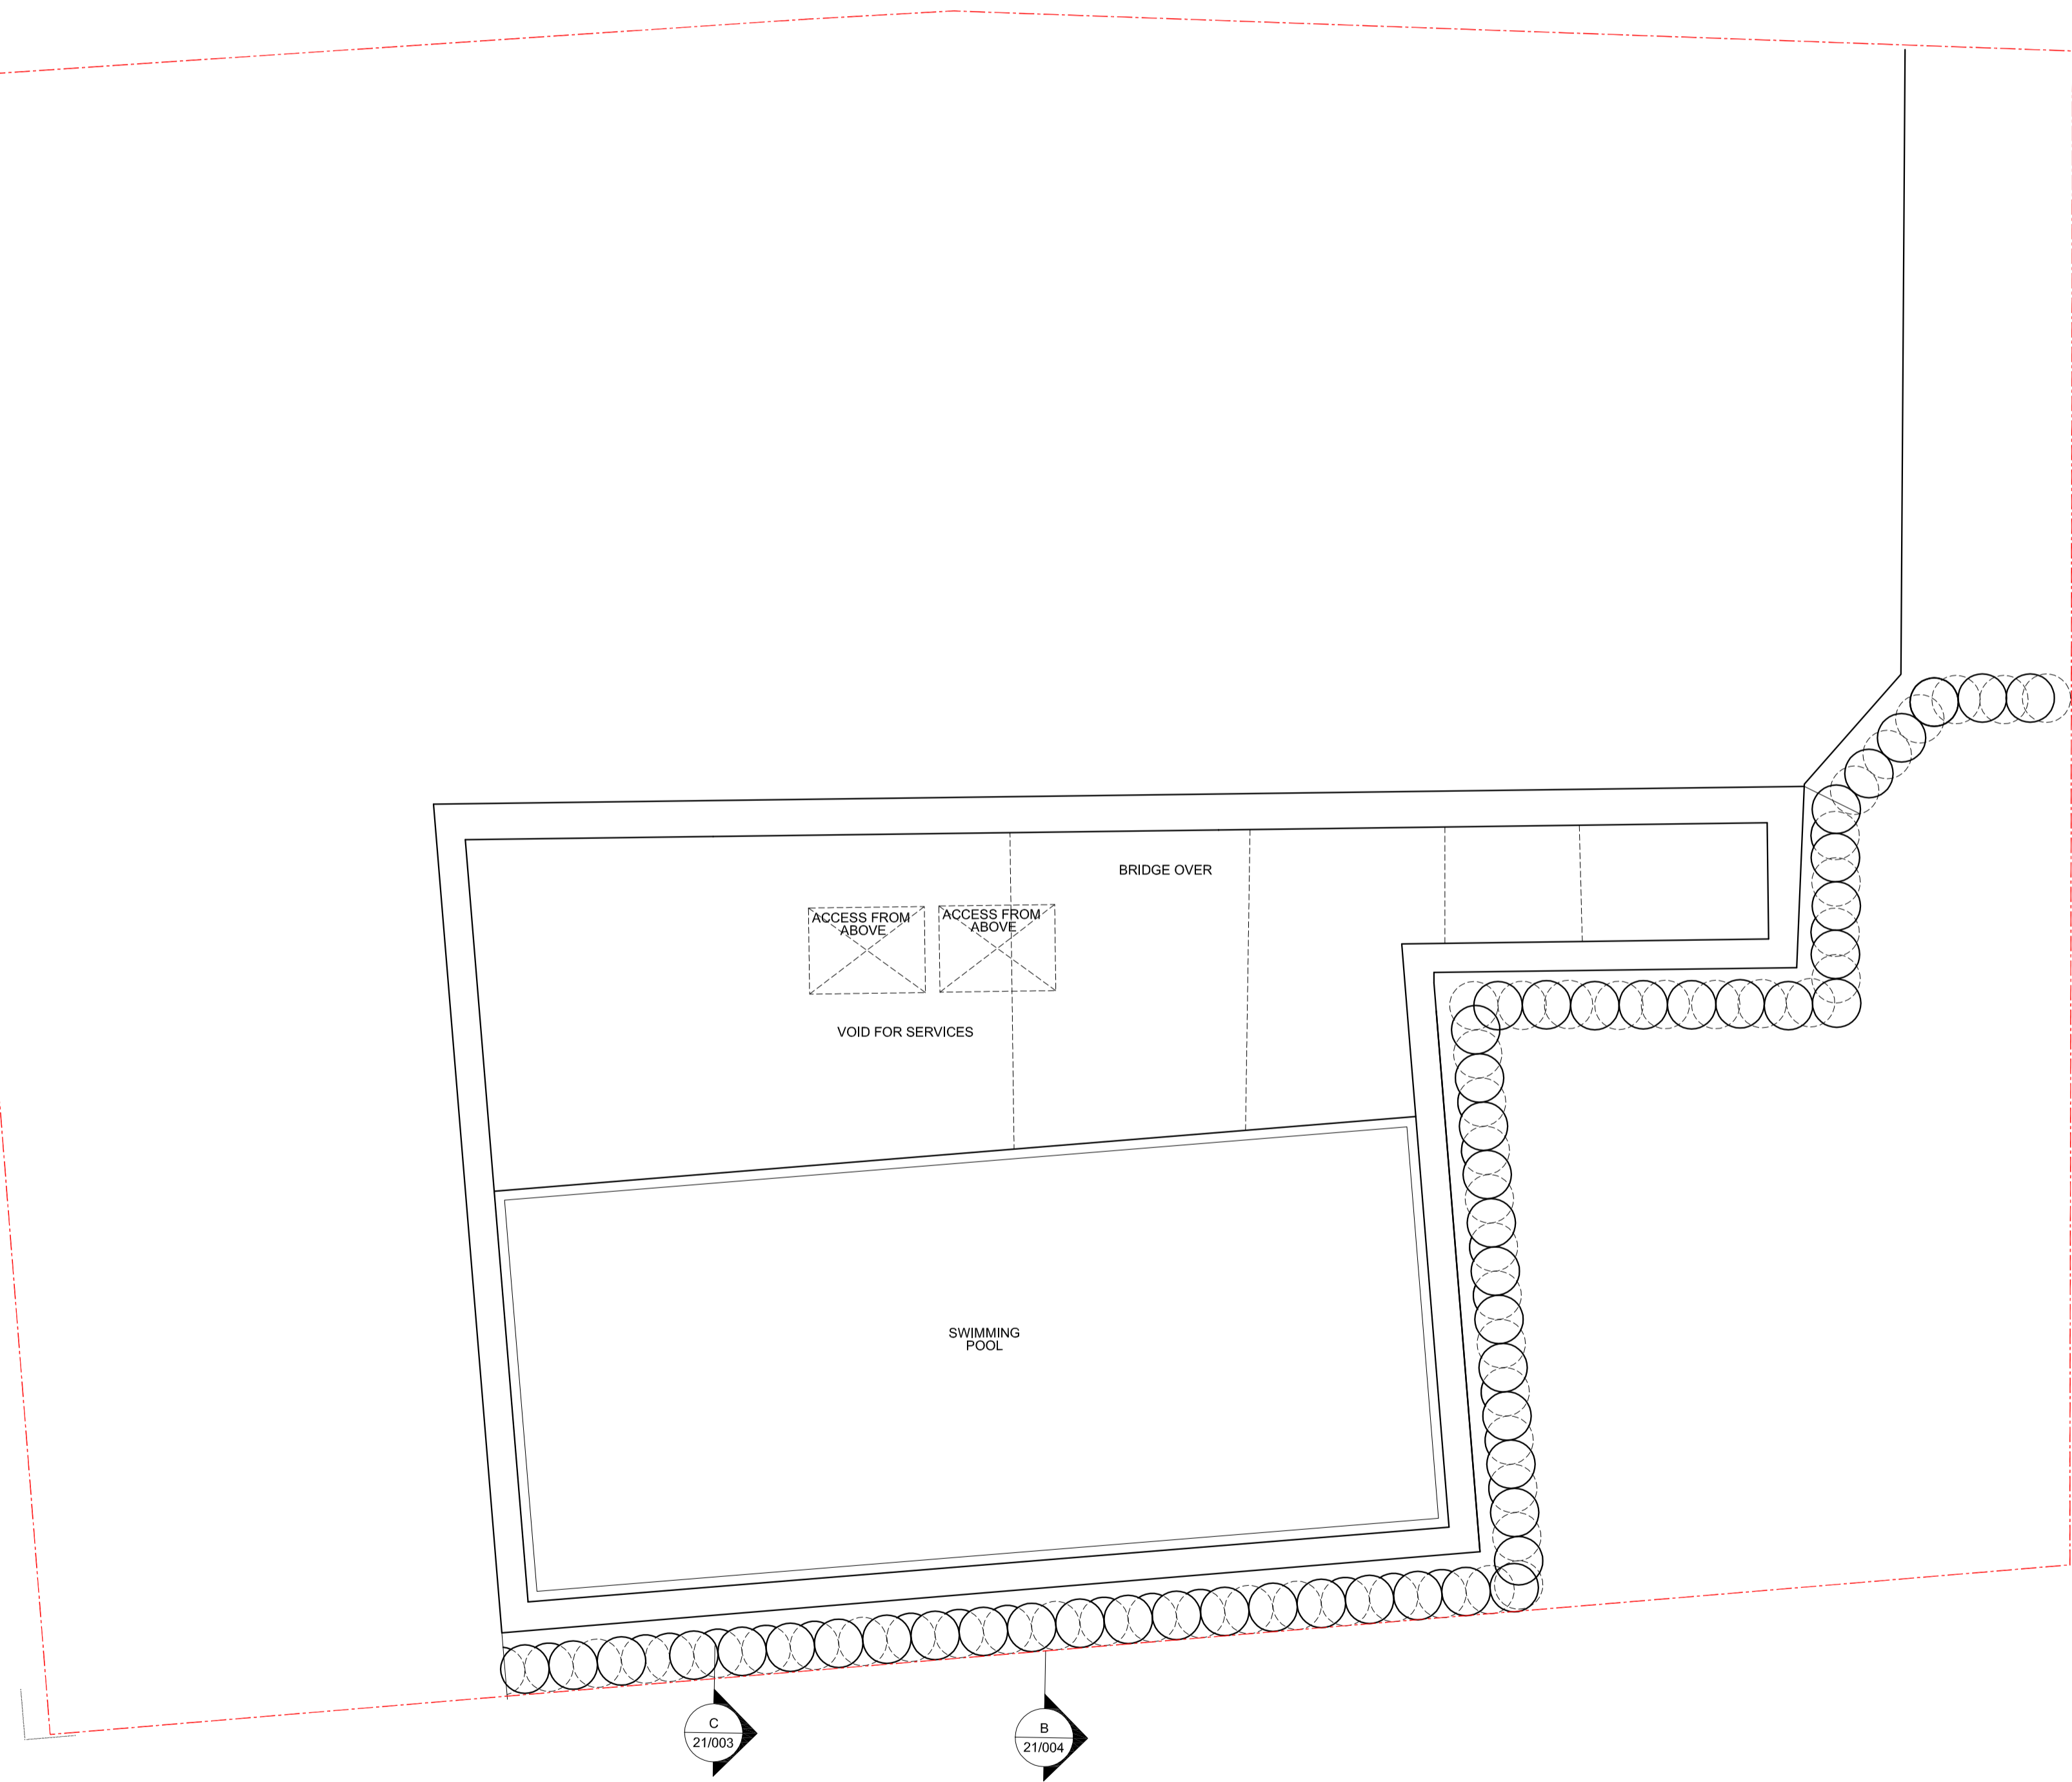 BRIDGE OVER
ACCESS FROM
ABOVE
ACCESS FROM
ABOVE
VOID FOR SERVICES
SWIMMING
POOL
C
21/003
B
21/004